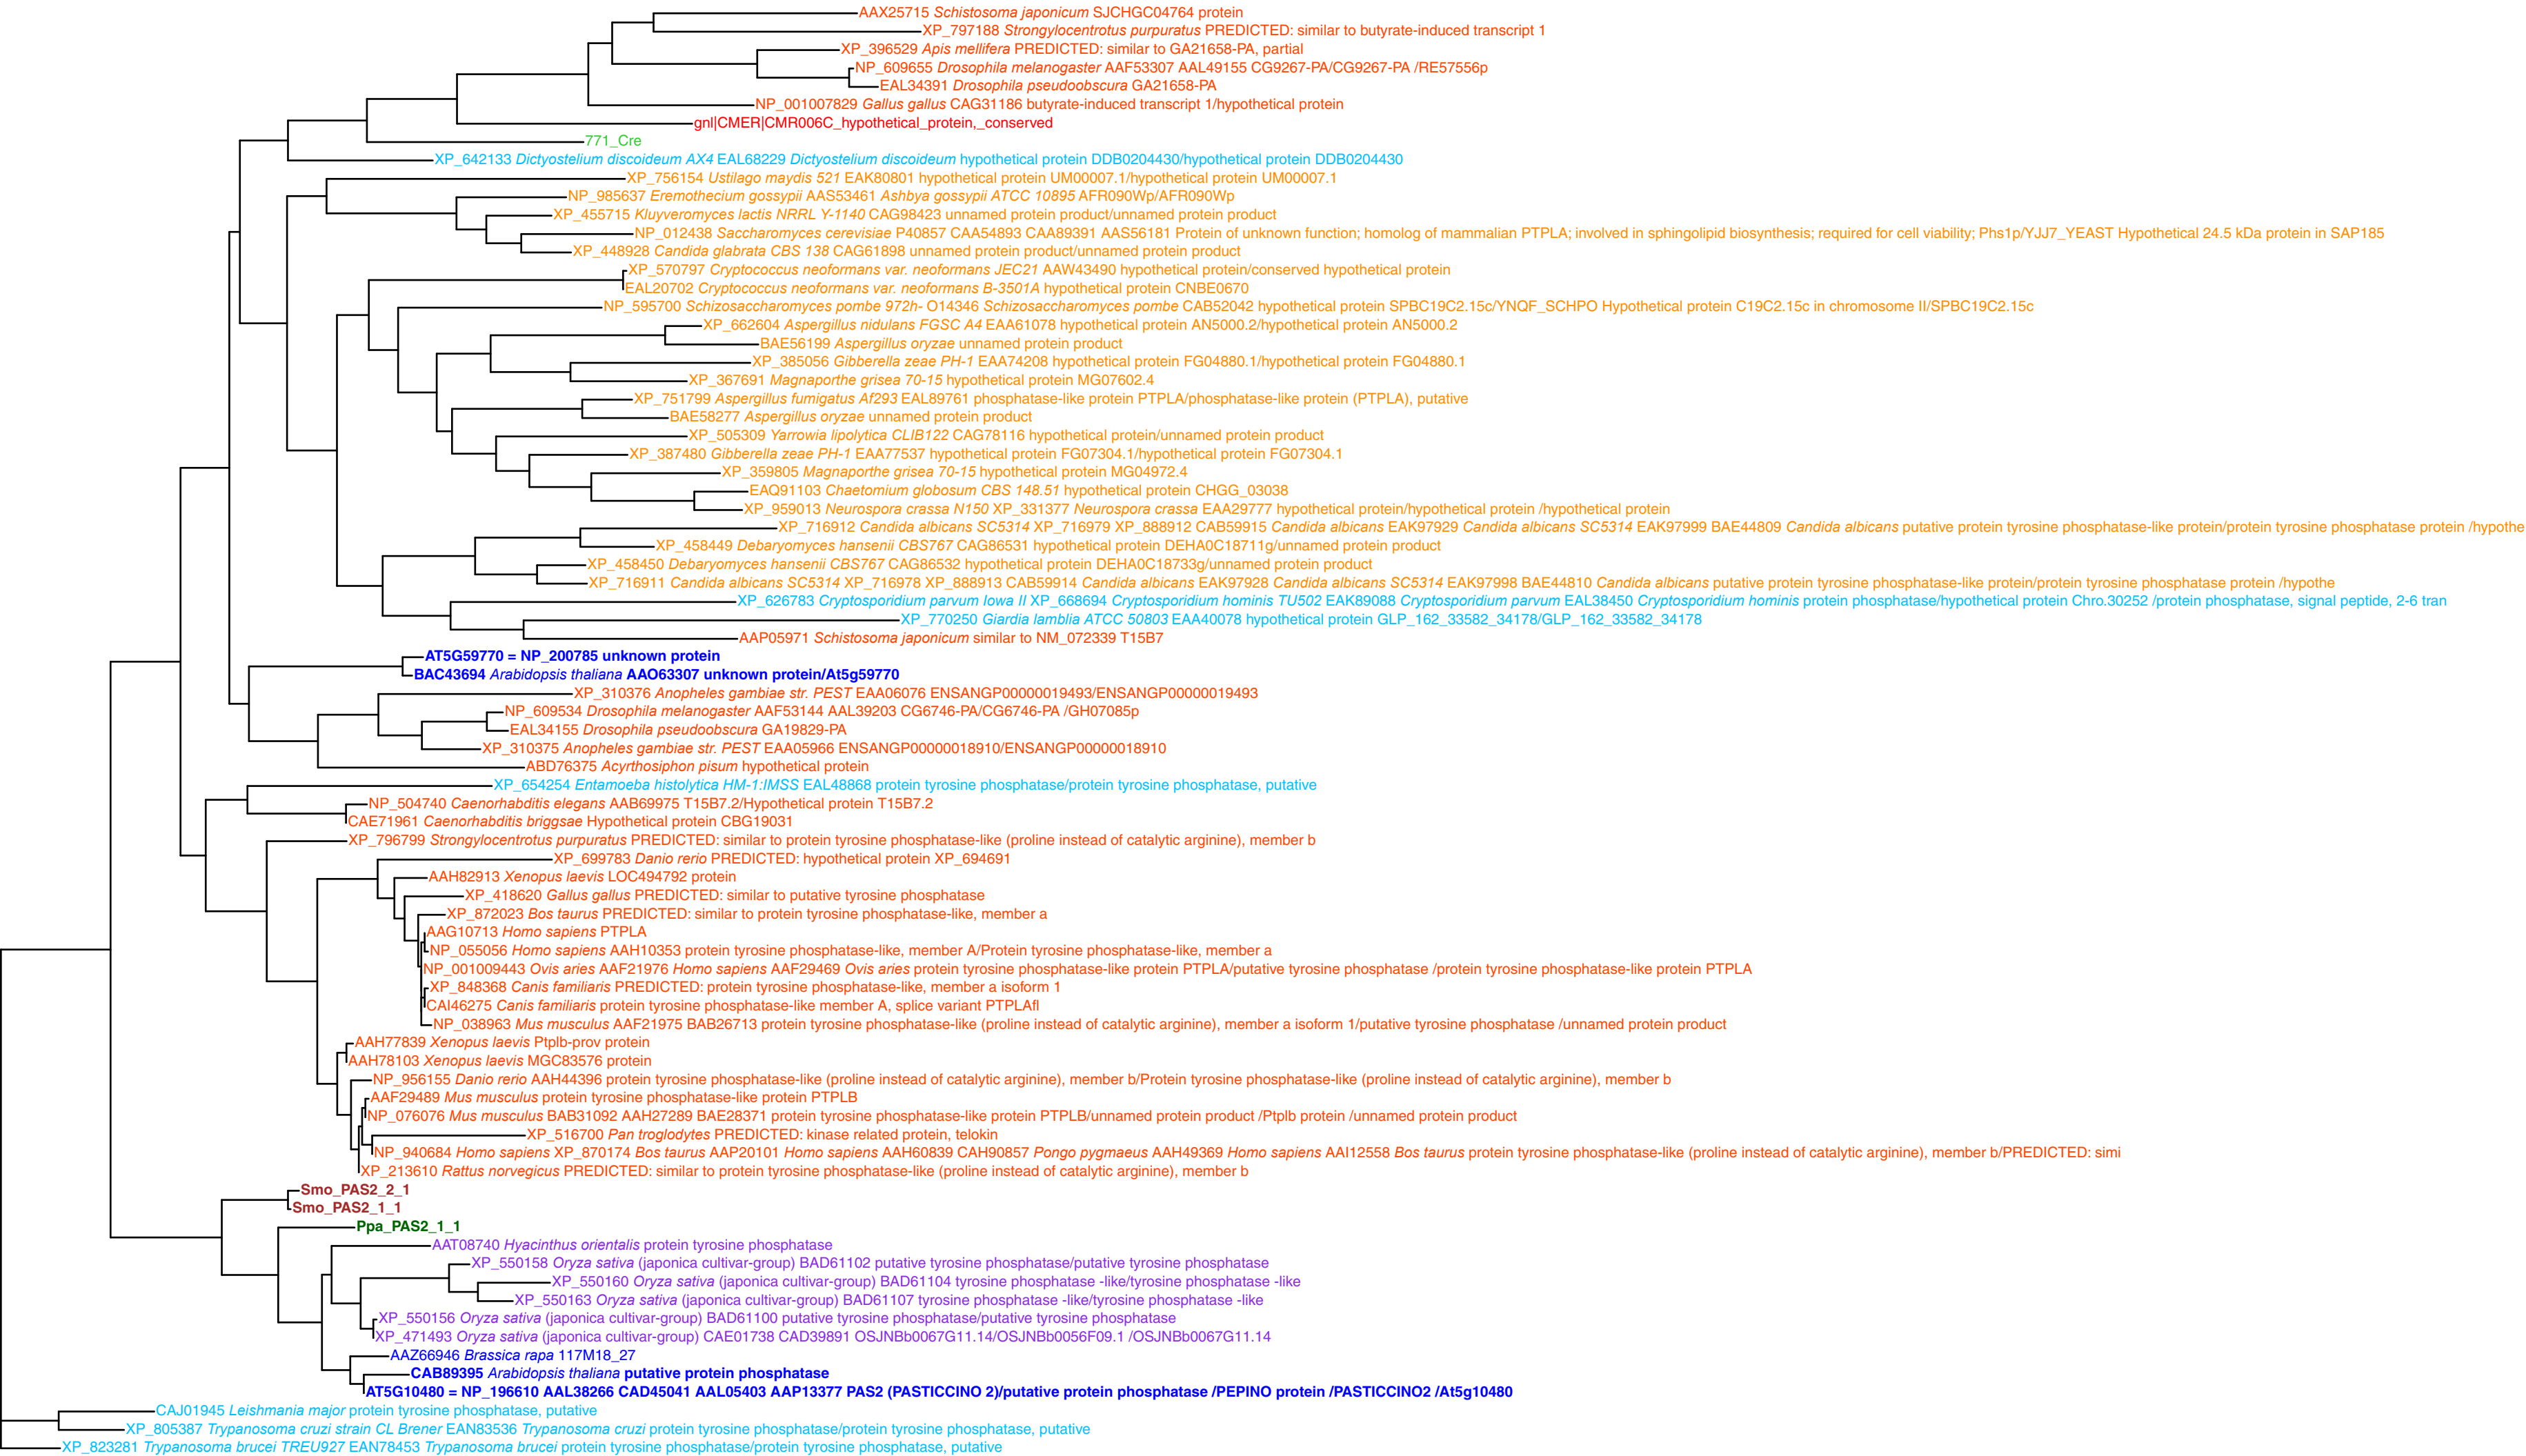 AAX25715 Schistosoma japonicum SJCHGC04764 protein
XP_797188 Strongylocentrotus purpuratus PREDICTED: similar to butyrate-induced transcript 1
XP_396529 Apis mellifera PREDICTED: similar to GA21658-PA, partial
NP_609655 Drosophila melanogaster AAF53307 AAL49155 CG9267-PA/CG9267-PA /RE57556p
EAL34391 Drosophila pseudoobscura GA21658-PA
NP_001007829 Gallus gallus CAG31186 butyrate-induced transcript 1/hypothetical protein
gnl|CMER|CMR006C_hypothetical_protein,_conserved
771_Cre
XP_642133 Dictyostelium discoideum AX4 EAL68229 Dictyostelium discoideum hypothetical protein DDB0204430/hypothetical protein DDB0204430
XP_756154 Ustilago maydis 521 EAK80801 hypothetical protein UM00007.1/hypothetical protein UM00007.1
NP_985637 Eremothecium gossypii AAS53461 Ashbya gossypii ATCC 10895 AFR090Wp/AFR090Wp
XP_455715 Kluyveromyces lactis NRRL Y-1140 CAG98423 unnamed protein product/unnamed protein product
NP_012438 Saccharomyces cerevisiae P40857 CAA54893 CAA89391 AAS56181 Protein of unknown function; homolog of mammalian PTPLA; involved in sphingolipid biosynthesis; required for cell viability; Phs1p/YJJ7_YEAST Hypothetical 24.5 kDa protein in SAP185
XP_448928 Candida glabrata CBS 138 CAG61898 unnamed protein product/unnamed protein product
XP_570797 Cryptococcus neoformans var. neoformans JEC21 AAW43490 hypothetical protein/conserved hypothetical protein
EAL20702 Cryptococcus neoformans var. neoformans B-3501A hypothetical protein CNBE0670
NP_595700 Schizosaccharomyces pombe 972h- O14346 Schizosaccharomyces pombe CAB52042 hypothetical protein SPBC19C2.15c/YNQF_SCHPO Hypothetical protein C19C2.15c in chromosome II/SPBC19C2.15c
XP_662604 Aspergillus nidulans FGSC A4 EAA61078 hypothetical protein AN5000.2/hypothetical protein AN5000.2
BAE56199 Aspergillus oryzae unnamed protein product
XP_385056 Gibberella zeae PH-1 EAA74208 hypothetical protein FG04880.1/hypothetical protein FG04880.1
XP_367691 Magnaporthe grisea 70-15 hypothetical protein MG07602.4
XP_751799 Aspergillus fumigatus Af293 EAL89761 phosphatase-like protein PTPLA/phosphatase-like protein (PTPLA), putative
BAE58277 Aspergillus oryzae unnamed protein product
XP_505309 Yarrowia lipolytica CLIB122 CAG78116 hypothetical protein/unnamed protein product
XP_387480 Gibberella zeae PH-1 EAA77537 hypothetical protein FG07304.1/hypothetical protein FG07304.1
XP_359805 Magnaporthe grisea 70-15 hypothetical protein MG04972.4
EAQ91103 Chaetomium globosum CBS 148.51 hypothetical protein CHGG_03038
XP_959013 Neurospora crassa N150 XP_331377 Neurospora crassa EAA29777 hypothetical protein/hypothetical protein /hypothetical protein
XP_716912 Candida albicans SC5314 XP_716979 XP_888912 CAB59915 Candida albicans EAK97929 Candida albicans SC5314 EAK97999 BAE44809 Candida albicans putative protein tyrosine phosphatase-like protein/protein tyrosine phosphatase protein /hypothe
XP_458449 Debaryomyces hansenii CBS767 CAG86531 hypothetical protein DEHA0C18711g/unnamed protein product
XP_458450 Debaryomyces hansenii CBS767 CAG86532 hypothetical protein DEHA0C18733g/unnamed protein product
XP_716911 Candida albicans SC5314 XP_716978 XP_888913 CAB59914 Candida albicans EAK97928 Candida albicans SC5314 EAK97998 BAE44810 Candida albicans putative protein tyrosine phosphatase-like protein/protein tyrosine phosphatase protein /hypothe
XP_626783 Cryptosporidium parvum Iowa II XP_668694 Cryptosporidium hominis TU502 EAK89088 Cryptosporidium parvum EAL38450 Cryptosporidium hominis protein phosphatase/hypothetical protein Chro.30252 /protein phosphatase, signal peptide, 2-6 tran
XP_770250 Giardia lamblia ATCC 50803 EAA40078 hypothetical protein GLP_162_33582_34178/GLP_162_33582_34178
AAP05971 Schistosoma japonicum similar to NM_072339 T15B7
AT5G59770 = NP_200785 unknown protein
BAC43694 Arabidopsis thaliana AAO63307 unknown protein/At5g59770
XP_310376 Anopheles gambiae str. PEST EAA06076 ENSANGP00000019493/ENSANGP00000019493
NP_609534 Drosophila melanogaster AAF53144 AAL39203 CG6746-PA/CG6746-PA /GH07085p
EAL34155 Drosophila pseudoobscura GA19829-PA
XP_310375 Anopheles gambiae str. PEST EAA05966 ENSANGP00000018910/ENSANGP00000018910
ABD76375 Acyrthosiphon pisum hypothetical protein
XP_654254 Entamoeba histolytica HM-1:IMSS EAL48868 protein tyrosine phosphatase/protein tyrosine phosphatase, putative
NP_504740 Caenorhabditis elegans AAB69975 T15B7.2/Hypothetical protein T15B7.2
CAE71961 Caenorhabditis briggsae Hypothetical protein CBG19031
XP_796799 Strongylocentrotus purpuratus PREDICTED: similar to protein tyrosine phosphatase-like (proline instead of catalytic arginine), member b
XP_699783 Danio rerio PREDICTED: hypothetical protein XP_694691
AAH82913 Xenopus laevis LOC494792 protein
XP_418620 Gallus gallus PREDICTED: similar to putative tyrosine phosphatase
XP_872023 Bos taurus PREDICTED: similar to protein tyrosine phosphatase-like, member a
AAG10713 Homo sapiens PTPLA
NP_055056 Homo sapiens AAH10353 protein tyrosine phosphatase-like, member A/Protein tyrosine phosphatase-like, member a
NP_001009443 Ovis aries AAF21976 Homo sapiens AAF29469 Ovis aries protein tyrosine phosphatase-like protein PTPLA/putative tyrosine phosphatase /protein tyrosine phosphatase-like protein PTPLA
XP_848368 Canis familiaris PREDICTED: protein tyrosine phosphatase-like, member a isoform 1
CAI46275 Canis familiaris protein tyrosine phosphatase-like member A, splice variant PTPLAfl
NP_038963 Mus musculus AAF21975 BAB26713 protein tyrosine phosphatase-like (proline instead of catalytic arginine), member a isoform 1/putative tyrosine phosphatase /unnamed protein product
AAH77839 Xenopus laevis Ptplb-prov protein
AAH78103 Xenopus laevis MGC83576 protein
NP_956155 Danio rerio AAH44396 protein tyrosine phosphatase-like (proline instead of catalytic arginine), member b/Protein tyrosine phosphatase-like (proline instead of catalytic arginine), member b
AAF29489 Mus musculus protein tyrosine phosphatase-like protein PTPLB
NP_076076 Mus musculus BAB31092 AAH27289 BAE28371 protein tyrosine phosphatase-like protein PTPLB/unnamed protein product /Ptplb protein /unnamed protein product
XP_516700 Pan troglodytes PREDICTED: kinase related protein, telokin
NP_940684 Homo sapiens XP_870174 Bos taurus AAP20101 Homo sapiens AAH60839 CAH90857 Pongo pygmaeus AAH49369 Homo sapiens AAI12558 Bos taurus protein tyrosine phosphatase-like (proline instead of catalytic arginine), member b/PREDICTED: simi
XP_213610 Rattus norvegicus PREDICTED: similar to protein tyrosine phosphatase-like (proline instead of catalytic arginine), member b
Smo_PAS2_2_1
Smo_PAS2_1_1
Ppa_PAS2_1_1
AAT08740 Hyacinthus orientalis protein tyrosine phosphatase
XP_550158 Oryza sativa (japonica cultivar-group) BAD61102 putative tyrosine phosphatase/putative tyrosine phosphatase
XP_550160 Oryza sativa (japonica cultivar-group) BAD61104 tyrosine phosphatase -like/tyrosine phosphatase -like
XP_550163 Oryza sativa (japonica cultivar-group) BAD61107 tyrosine phosphatase -like/tyrosine phosphatase -like
XP_550156 Oryza sativa (japonica cultivar-group) BAD61100 putative tyrosine phosphatase/putative tyrosine phosphatase
XP_471493 Oryza sativa (japonica cultivar-group) CAE01738 CAD39891 OSJNBb0067G11.14/OSJNBb0056F09.1 /OSJNBb0067G11.14
AAZ66946 Brassica rapa 117M18_27
CAB89395 Arabidopsis thaliana putative protein phosphatase
AT5G10480 = NP_196610 AAL38266 CAD45041 AAL05403 AAP13377 PAS2 (PASTICCINO 2)/putative protein phosphatase /PEPINO protein /PASTICCINO2 /At5g10480
CAJ01945 Leishmania major protein tyrosine phosphatase, putative
XP_805387 Trypanosoma cruzi strain CL Brener EAN83536 Trypanosoma cruzi protein tyrosine phosphatase/protein tyrosine phosphatase, putative
XP_823281 Trypanosoma brucei TREU927 EAN78453 Trypanosoma brucei protein tyrosine phosphatase/protein tyrosine phosphatase, putative